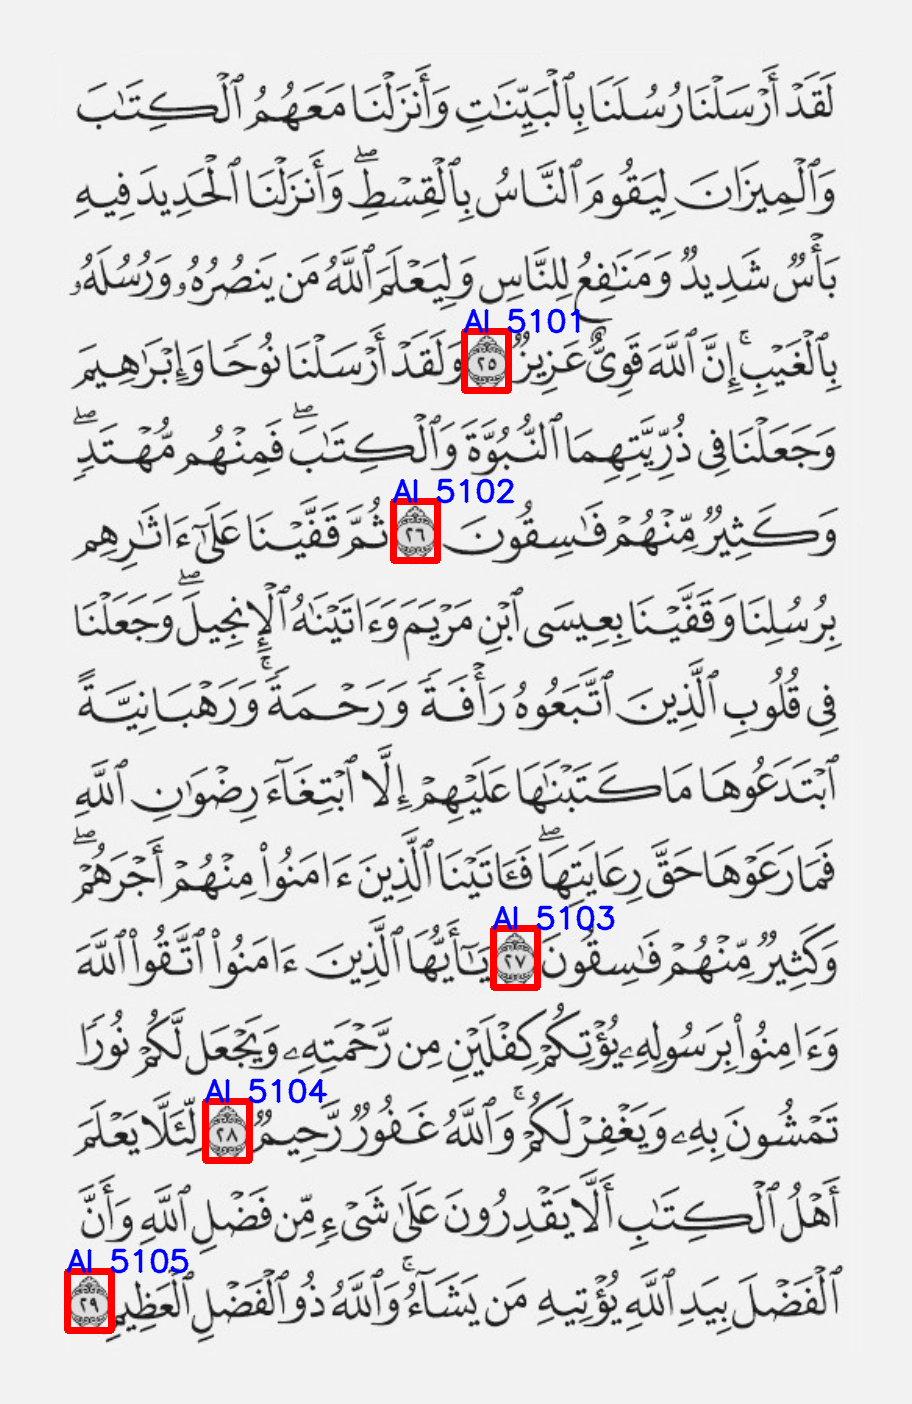 لَقَدْ أَرْسَلْنَا رُسُلَنَا بِٱلْبَيِّنَـٰتِ وَأَنزَلْنَا مَعَهُمُ ٱلْكِتَـٰبَ
وَٱلْمِيزَانَ لِيَقُومَ ٱلنَّاسُ بِٱلْقِسْطِ ۖ وَأَنزَلْنَا ٱلْحَدِيدَ فِيهِ
بَأْسٌ شَدِيدٌ وَمَنَـٰفِعُ لِلنَّاسِ وَلِيَعْلَمَ ٱللَّهُ مَن يَنصُرُهُۥ وَرُسُلَهُۥ
AI 5101
بِٱلْغَيْبِ ۚ إِنَّ ٱللَّهَ قَوِىٌّ عَزِيزٌ ٢٥ وَلَقَدْ أَرْسَلْنَا نُوحًا وَإِبْرَٰهِيمَ
وَجَعَلْنَا فِى ذُرِّيَّتِهِمَا ٱلنُّبُوَّةَ وَٱلْكِتَـٰبَ ۖ فَمِنْهُم مُّهْتَدٍ ۖ
AI 5102
وَكَثِيرٌ مِّنْهُمْ فَـٰسِقُونَ ٢٦ ثُمَّ قَفَّيْنَا عَلَىٰٓ ءَاثَـٰرِهِم
بِرُسُلِنَا وَقَفَّيْنَا بِعِيسَى ٱبْنِ مَرْيَمَ وَءَاتَيْنَـٰهُ ٱلْإِنجِيلَ ۖ وَجَعَلْنَا
فِى قُلُوبِ ٱلَّذِينَ ٱتَّبَعُوهُ رَأْفَةً وَرَحْمَةً ۚ وَرَهْبَانِيَّةً
ٱبْتَدَعُوهَا مَا كَتَبْنَـٰهَا عَلَيْهِمْ إِلَّا ٱبْتِغَآءَ رِضْوَٰنِ ٱللَّهِ
فَمَا رَعَوْهَا حَقَّ رِعَايَتِهَا ۖ فَـَٔاتَيْنَا ٱلَّذِينَ ءَامَنُوا۟ مِنْهُمْ أَجْرَهُمْ ۖ
AI 5103
وَكَثِيرٌ مِّنْهُمْ فَـٰسِقُونَ ٢٧ يَـٰٓأَيُّهَا ٱلَّذِينَ ءَامَنُوا۟ ٱتَّقُوا۟ ٱللَّهَ
وَءَامِنُوا۟ بِرَسُولِهِۦ يُؤْتِكُمْ كِفْلَيْنِ مِن رَّحْمَتِهِۦ وَيَجْعَل لَّكُمْ نُورًا
AI 5104
تَمْشُونَ بِهِۦ وَيَغْفِرْ لَكُمْ ۚ وَٱللَّهُ غَفُورٌ رَّحِيمٌ ٢٨ لِّئَلَّا يَعْلَمَ
أَهْلُ ٱلْكِتَـٰبِ أَلَّا يَقْدِرُونَ عَلَىٰ شَىْءٍ مِّن فَضْلِ ٱللَّهِ وَأَنَّ
AI 5105
ٱلْفَضْلَ بِيَدِ ٱللَّهِ يُؤْتِيهِ مَن يَشَآءُ ۚ وَٱللَّهُ ذُو ٱلْفَضْلِ ٱلْعَظِيمِ ٢٩